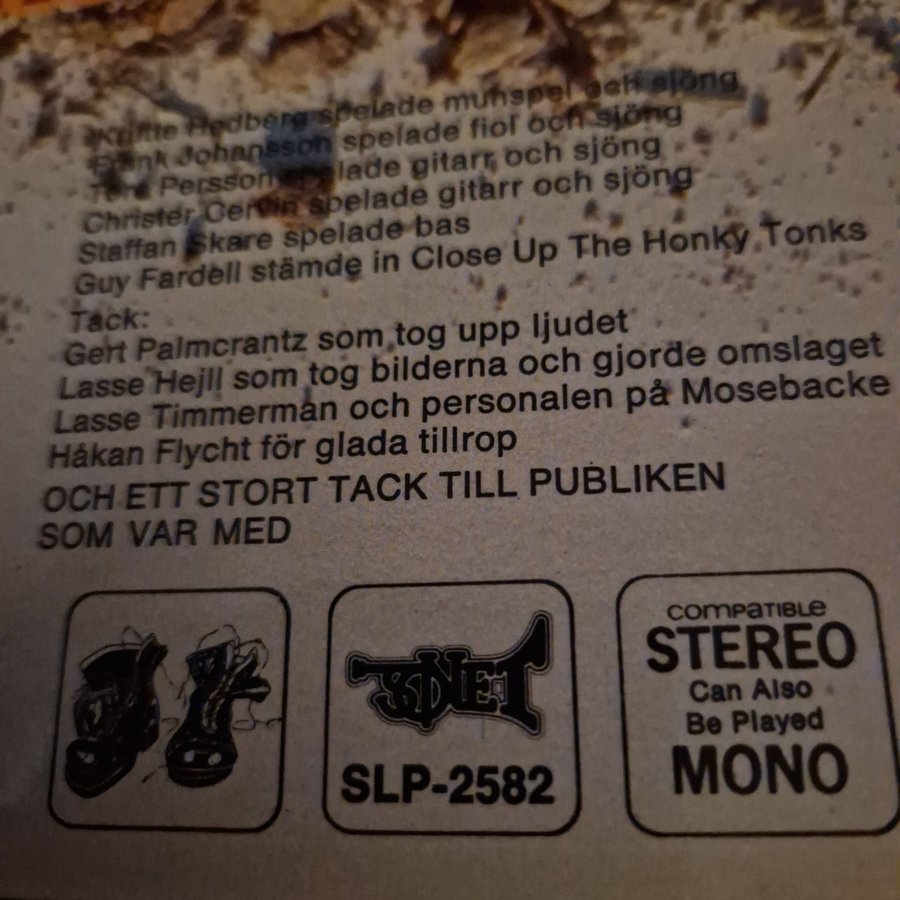 Hedberg spelade munspel och sjöng
Frank Johansson spelade fiol och sjöng
Persson spelade gitarr och sjöng
Christer Cervin spelade gitarr och sjöng
Staffan Skare spelade bas
Guy Fardell stämde in Close Up The Honky Tonks
Tack:
Gert Palmcrantz som tog upp ljudet
Lasse Hejll som tog bilderna och gjorde omslaget
Lasse Timmerman och personalen på Mosebacke
Håkan Flycht för glada tillrop
OCH ETT STORT TACK TILL PUBLIKEN
SOM VAR MED
SONET
SLP-2582
COMPATIBLE
STEREO
Can Also
Be Played
MONO